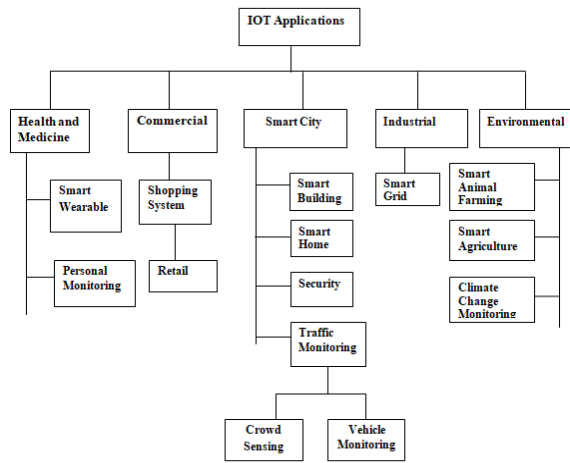 IOT Applications
Health and
Medicine
Commercial
Smart City
Industrial
Environmental
Smart
Wearable
Personal
Monitoring
Shopping
System
Retail
Smart
Building
Smart
Home
Security
Traffic
Monitoring
Crowd
Sensing
Vehicle
Monitoring
Smart
Grid
Smart
Animal
Farming
Smart
Agriculture
Climate
Change
Monitoring